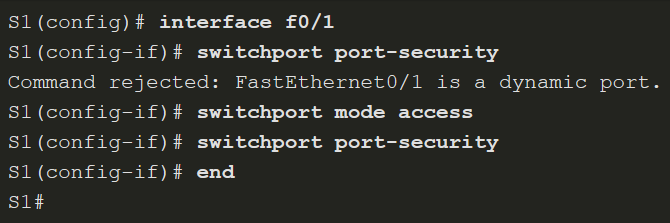 S1(config)# interface f0/1
S1(config-if)# switchport port-security
Command rejected: FastEthernet0/1 is a dynamic port.
S1(config-if)# switchport mode access
S1(config-if)# switchport port-security
S1(config-if)# end
S1#